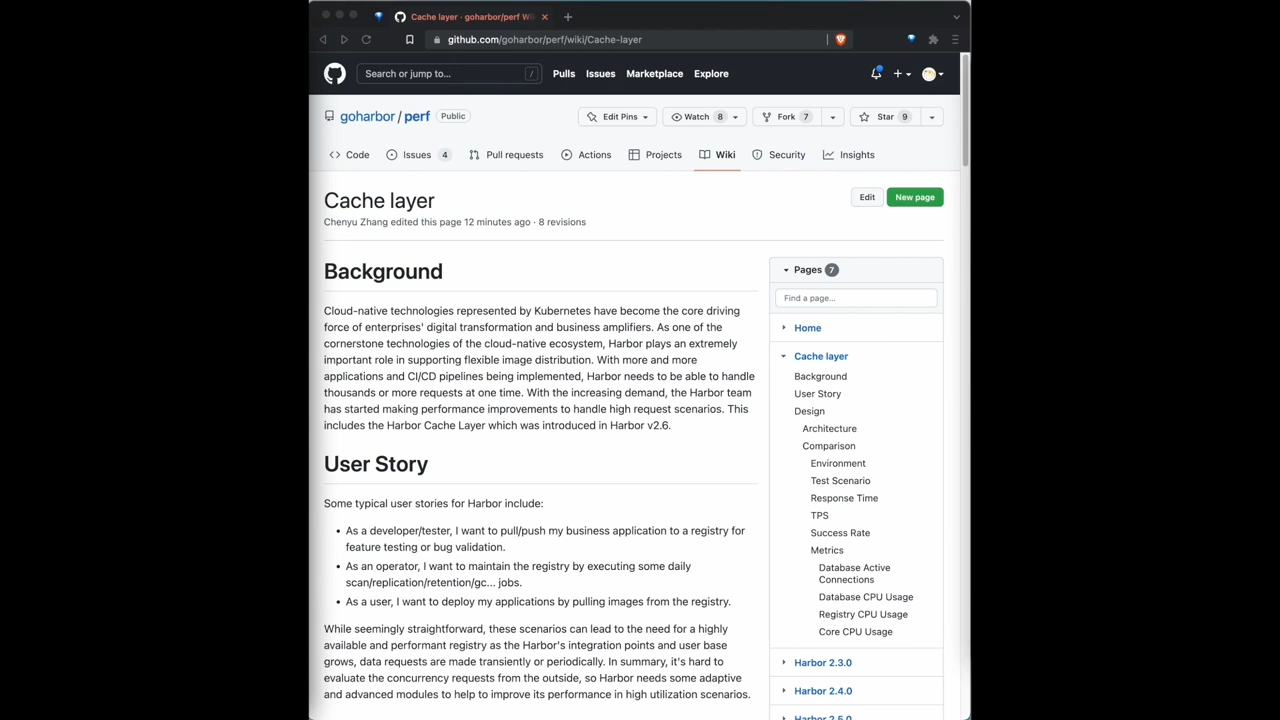 Cache layer · goharbor/perf Wi
github.com/goharbor/perf/wiki/Cache-layer
Search or jump to...
/
Pulls
Issues
Marketplace
Explore
goharbor / perf
Public
Edit Pins
Watch 8
Fork 7
Star 9
Code
Issues 4
Pull requests
Actions
Projects
Wiki
Security
Insights
Cache layer
Edit
New page
Chenyu Zhang edited this page 12 minutes ago · 8 revisions
Background
Cloud-native technologies represented by Kubernetes have become the core driving
force of enterprises' digital transformation and business amplifiers. As one of the
cornerstone technologies of the cloud-native ecosystem, Harbor plays an extremely
important role in supporting flexible image distribution. With more and more
applications and CI/CD pipelines being implemented, Harbor needs to be able to handle
thousands or more requests at one time. With the increasing demand, the Harbor team
has started making performance improvements to handle high request scenarios. This
includes the Harbor Cache Layer which was introduced in Harbor v2.6.
User Story
Some typical user stories for Harbor include:
• As a developer/tester, I want to pull/push my business application to a registry for
feature testing or bug validation.
• As an operator, I want to maintain the registry by executing some daily
scan/replication/retention/gc... jobs.
• As a user, I want to deploy my applications by pulling images from the registry.
While seemingly straightforward, these scenarios can lead to the need for a highly
available and performant registry as the Harbor's integration points and user base
grows, data requests are made transiently or periodically. In summary, it's hard to
evaluate the concurrency requests from the outside, so Harbor needs some adaptive
and advanced modules to help to improve its performance in high utilization scenarios.
Pages 7
Find a page...
Home
Cache layer
Background
User Story
Design
Architecture
Comparison
Environment
Test Scenario
Response Time
TPS
Success Rate
Metrics
Database Active
Connections
Database CPU Usage
Registry CPU Usage
Core CPU Usage
Harbor 2.3.0
Harbor 2.4.0
Harbor 2.5.0